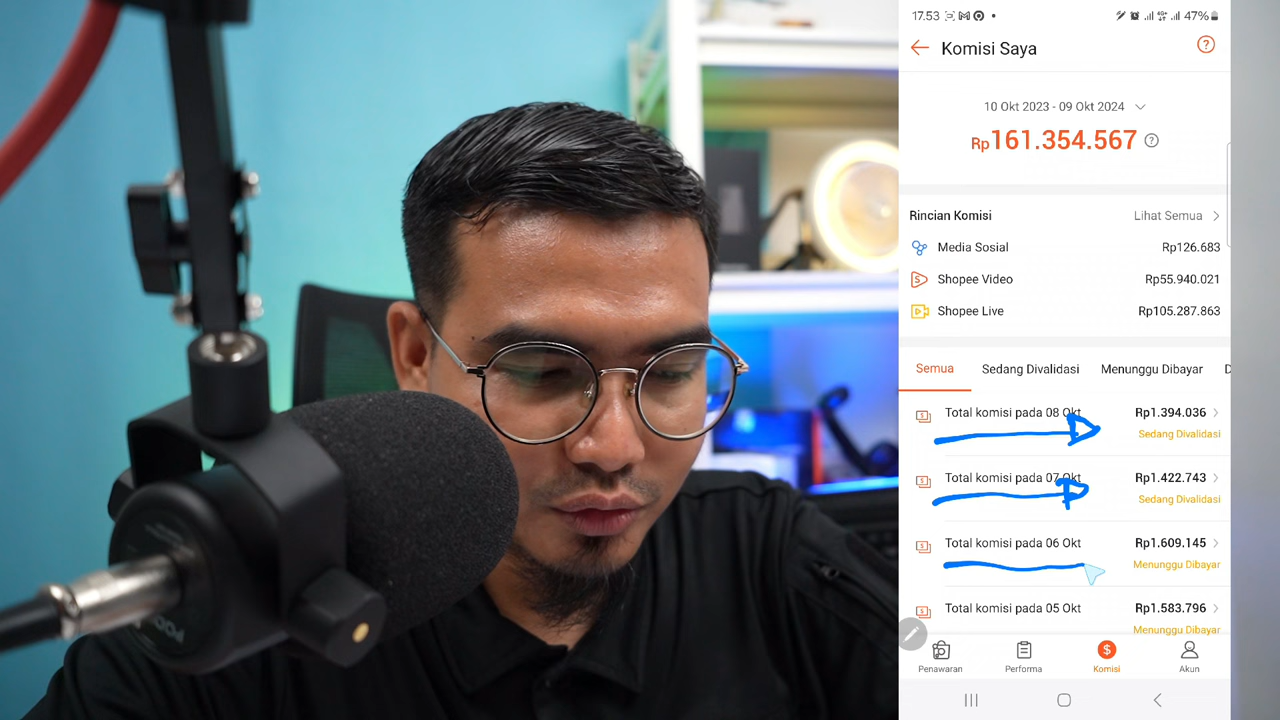 17.53
47%
Komisi Saya
10 Okt 2023 - 09 Okt 2024
Rp161.354.567
Rincian Komisi
Lihat Semua
Media Sosial
Rp126.683
Shopee Video
Rp55.940.021
Shopee Live
Rp105.287.863
Semua
Sedang Divalidasi
Menunggu Dibayar
D
Total komisi pada 08 Okt
Rp1.394.036
Sedang Divalidasi
Total komisi pada 07 Okt
Rp1.422.743
Sedang Divalidasi
Total komisi pada 06 Okt
Rp1.609.145
Menunggu Dibayar
Total komisi pada 05 Okt
Rp1.583.796
Menunggu Dibayar
Penawaran
Performa
Komisi
Akun